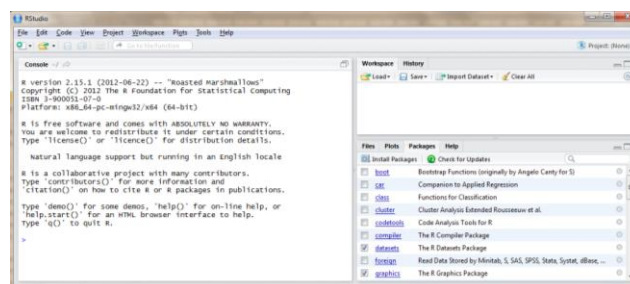 RStudio
File Edit Code View Project Workspace Plots Tools Help
Go to file/function
Project: (None)
Console ~/
R version 2.15.1 (2012-06-22) -- "Roasted Marshmallows"
Copyright (C) 2012 The R Foundation for Statistical Computing
ISBN 3-900051-07-0
Platform: x86_64-pc-mingw32/x64 (64-bit)
R is free software and comes with ABSOLUTELY NO WARRANTY.
You are welcome to redistribute it under certain conditions.
Type 'license()' or 'licence()' for distribution details.
Natural language support but running in an English locale
R is a collaborative project with many contributors.
Type 'contributors()' for more information and
'citation()' on how to cite R or R packages in publications.
Type 'demo()' for some demos, 'help()' for on-line help, or
'help.start()' for an HTML browser interface to help.
Type 'q()' to quit R.
>
Workspace History
Load Save Import Dataset Clear All
Files Plots Packages Help
Install Packages Check for Updates
boot Bootstrap Functions (originally by Angelo Canty for S)
car Companion to Applied Regression
class Functions for Classification
cluster Cluster Analysis Extended Rousseeuw et al.
codetools Code Analysis Tools for R
compiler The R Compiler Package
datasets The R Datasets Package
foreign Read Data Stored by Minitab, S, SAS, SPSS, Stata, Systat, dBase, ...
graphics The R Graphics Package